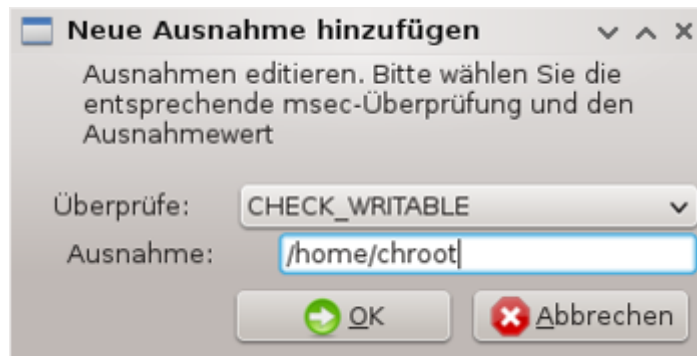 Neue Ausnahme hinzufügen
Ausnahmen editieren. Bitte wählen Sie die
entsprechende msec-Überprüfung und den
Ausnahmewert
Überprüfe: CHECK_WRITABLE
Ausnahme: /home/chroot
OK Abbrechen